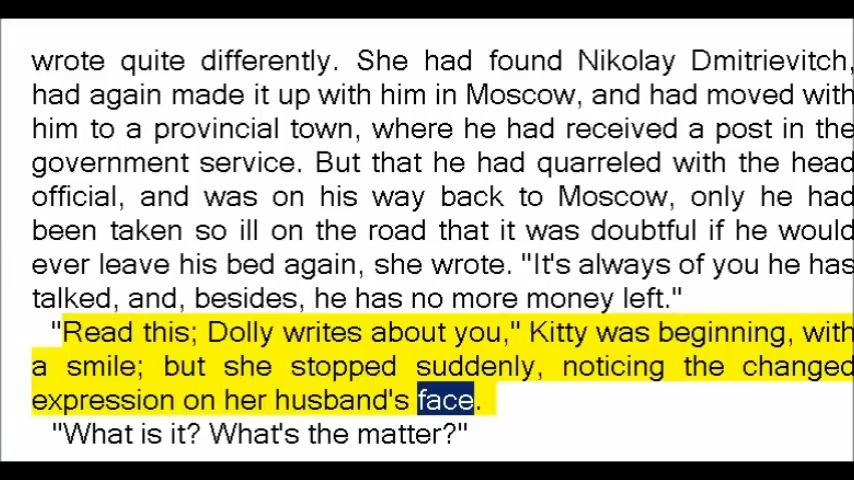 wrote quite differently. She had found Nikolay Dmitrievitch,
had again made it up with him in Moscow, and had moved with
him to a provincial town, where he had received a post in the
government service. But that he had quarreled with the head
official, and was on his way back to Moscow, only he had
been taken so ill on the road that it was doubtful if he would
ever leave his bed again, she wrote. "It's always of you he has
talked, and, besides, he has no more money left."
"Read this; Dolly writes about you," Kitty was beginning, with
a smile; but she stopped suddenly, noticing the changed
expression on her husband's face.
"What is it? What's the matter?"